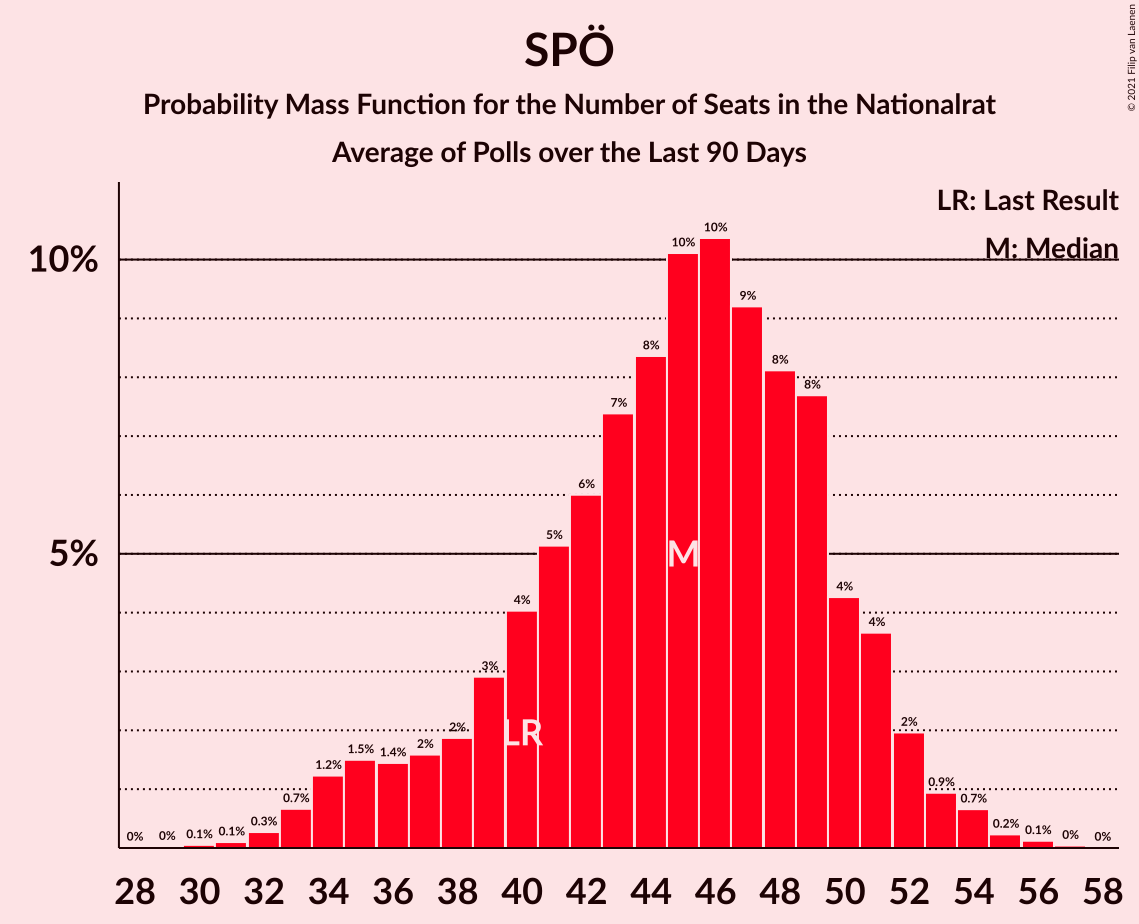 SPÖ
Probability Mass Function for the Number of Seats in the Nationalrat
Average of Polls over the Last 90 Days
© 2021 Filip van Laenen
LR: Last Result
M: Median
10%
5%
0% 0% 0.1% 0.1% 0.3% 0.7% 1.2% 1.5% 1.4% 2% 2% 3% 4% 5% 6% 7% 8% 10% 10% 9% 8% 8% 4% 4% 2% 0.9% 0.7% 0.2% 0.1% 0% 0%
M
LR
28 30 32 34 36 38 40 42 44 46 48 50 52 54 56 58